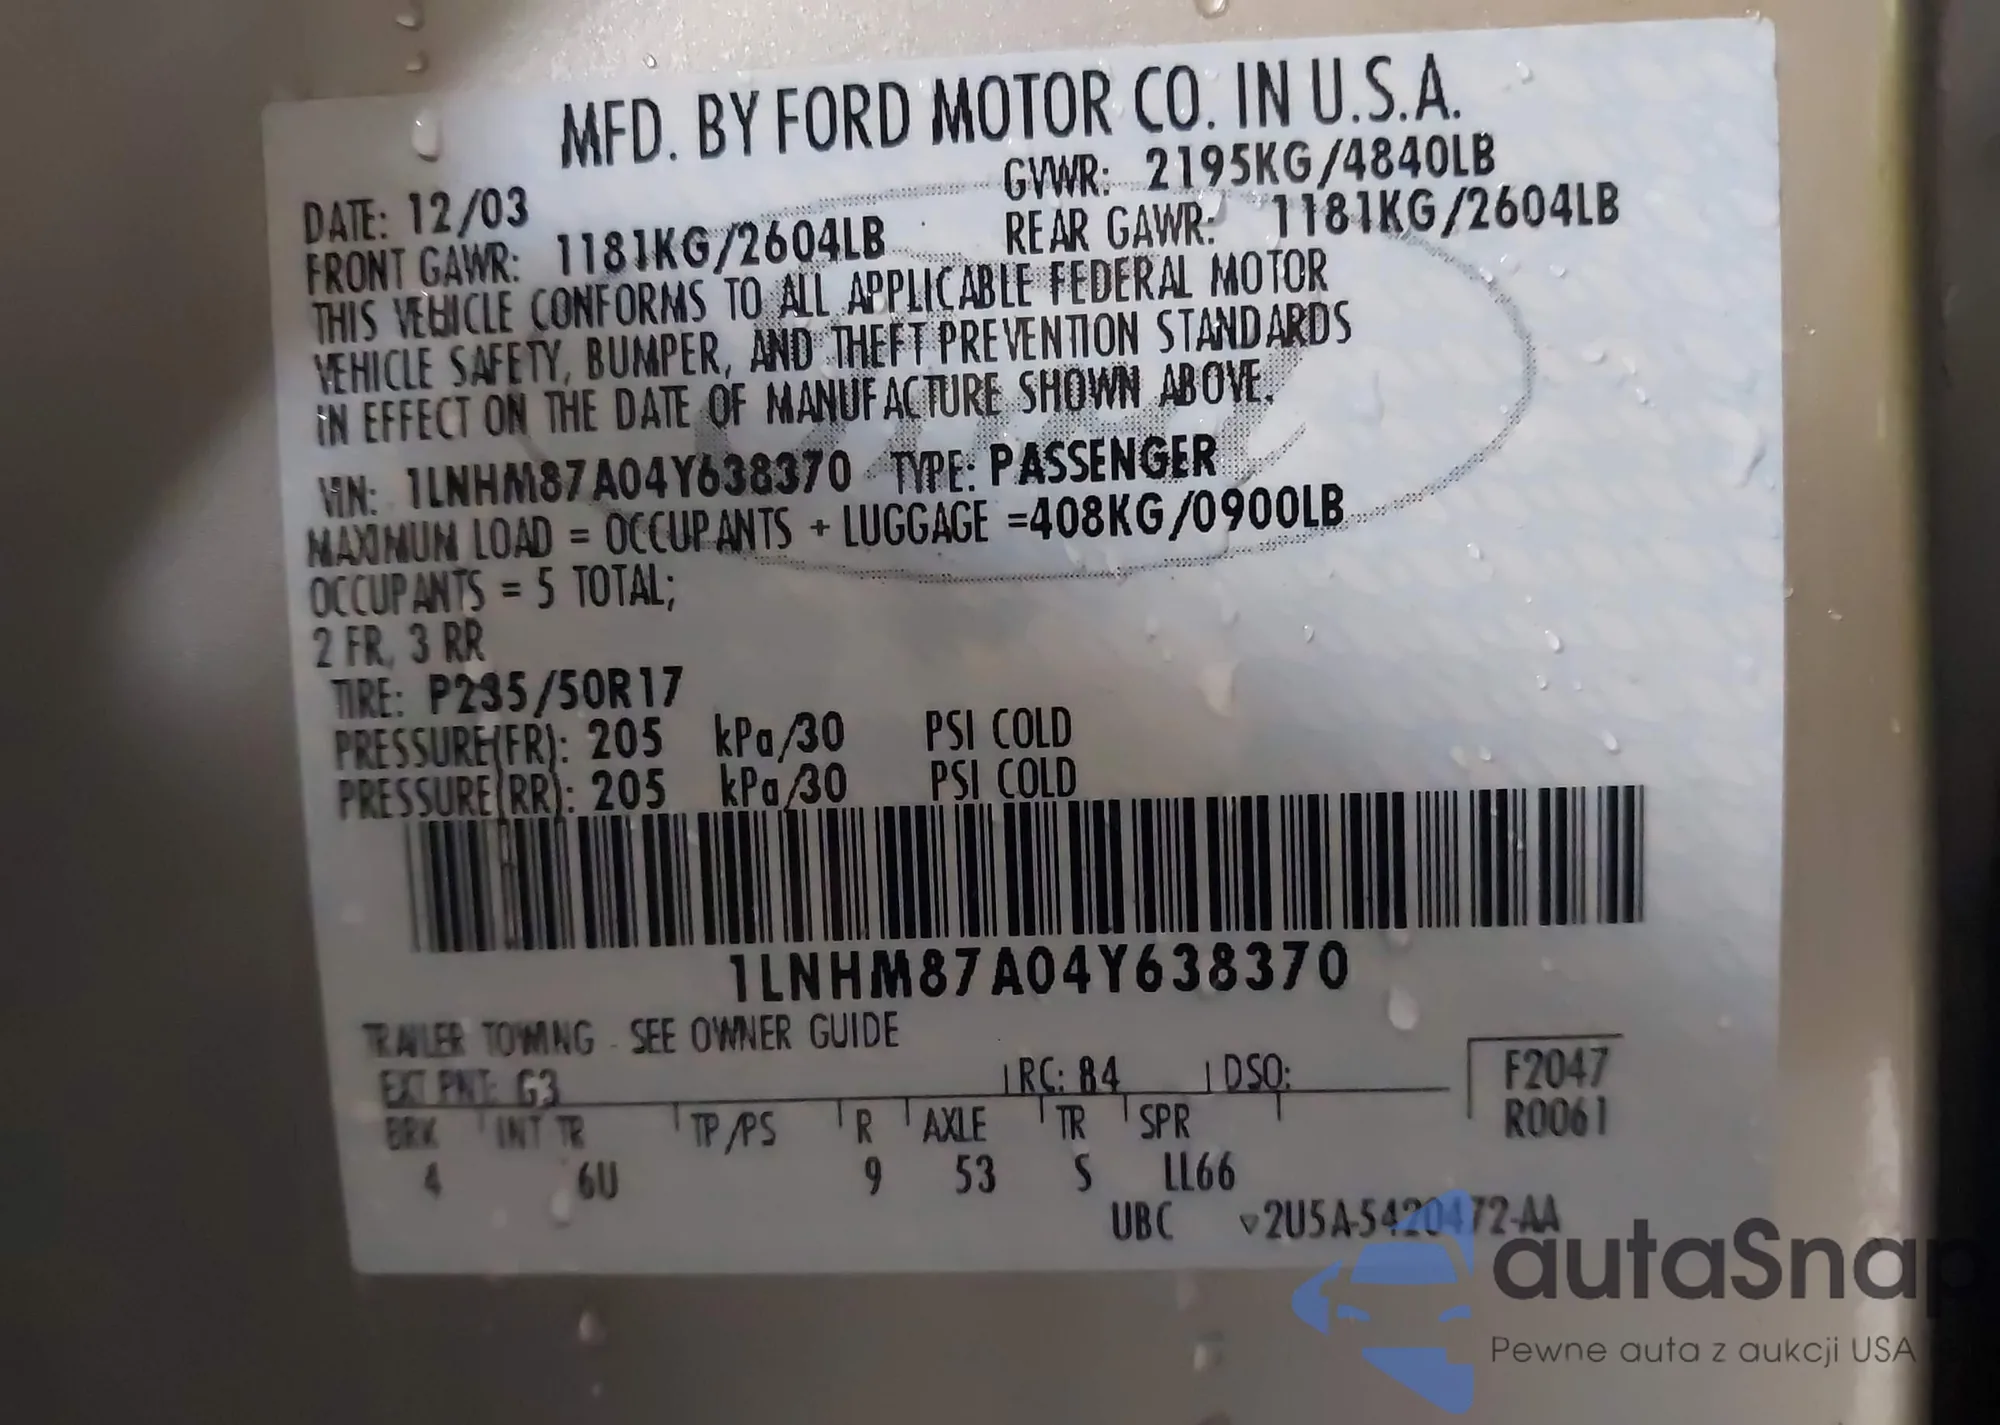 MFD. BY FORD MOTOR CO. IN U.S.A.
DATE: 12/03 GVWR: 2195KG/4840LB
FRONT GAWR: 1181KG/2604LB REAR GAWR: 1181KG/2604LB
THIS VEHICLE CONFORMS TO ALL APPLICABLE FEDERAL MOTOR
VEHICLE SAFETY, BUMPER, AND THEFT PREVENTION STANDARDS
IN EFFECT ON THE DATE OF MANUFACTURE SHOWN ABOVE.
VIN: 1LNHM87A04Y638370 TYPE: PASSENGER
MAXIMUM LOAD = OCCUPANTS + LUGGAGE =408KG/0900LB
OCCUPANTS = 5 TOTAL;
2 FR, 3 RR
TIRE: P235/50R17
PRESSURE(FR): 205 kPa/30 PSI COLD
PRESSURE(RR): 205 kPa/30 PSI COLD
1LNHM87A04Y638370
TRAILER TOWING - SEE OWNER GUIDE
EXT PNT: G3 RC: 84 DSO:
F2047
R0061
BRK INT TR TP/PS R AXLE TR SPR
4 6U 9 53 S LL66
UBC ▿2U5A-5420472-AA
autaSnap
Pewne auta z aukcji USA